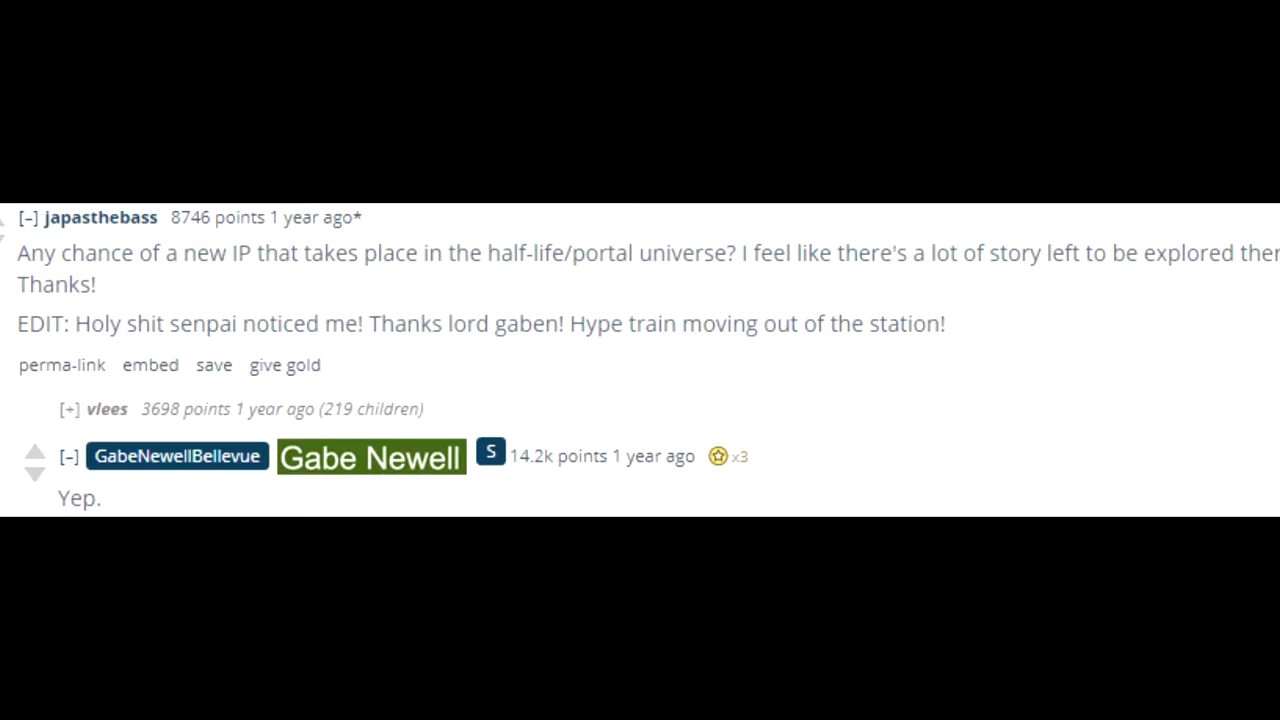 [–] japasthebass 8746 points 1 year ago*
Any chance of a new IP that takes place in the half-life/portal universe? I feel like there's a lot of story left to be explored
Thanks!
EDIT: Holy shit senpai noticed me! Thanks lord gaben! Hype train moving out of the station!
perma-link embed save give gold
[+] vlees 3698 points 1 year ago (219 children)
[–] GabeNewellBellevue Gabe Newell S 14.2k points 1 year ago x3
Yep.